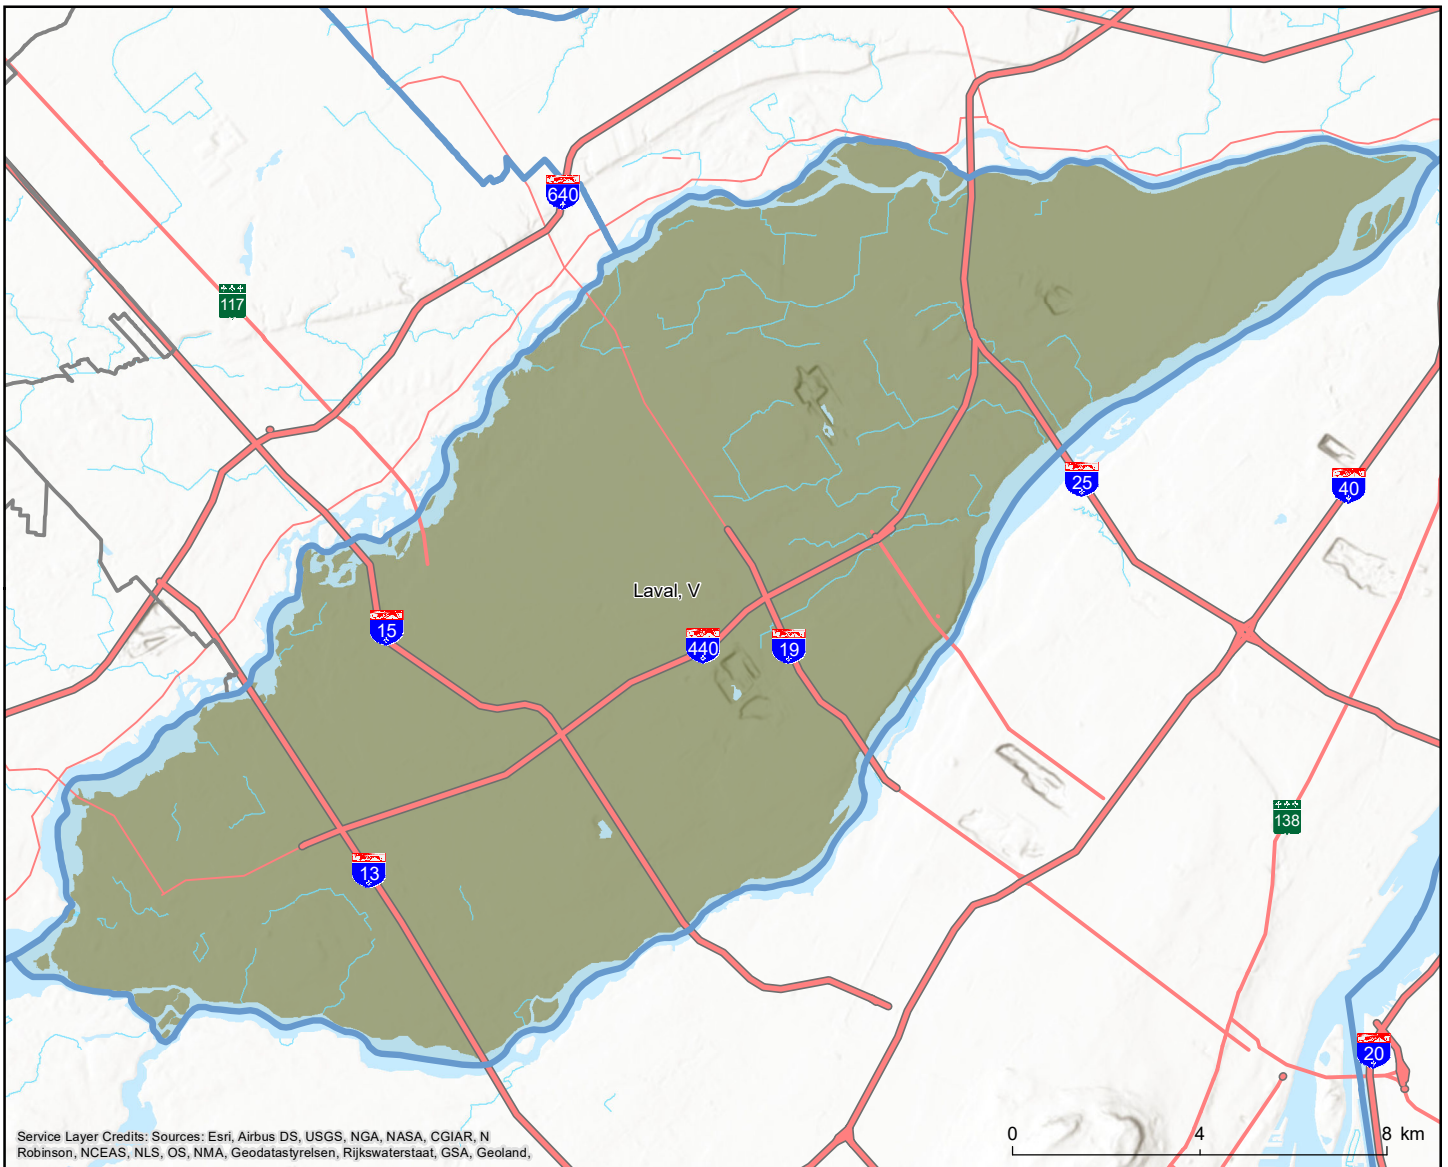 640
117
25
40
Laval, V
15
440
19
138
13
20
0 4 8 km
Service Layer Credits: Sources: Esri, Airbus DS, USGS, NGA, NASA, CGIAR, N
Robinson, NCEAS, NLS, OS, NMA, Geodatastyrelsen, Rijkswaterstaat, GSA, Geoland,